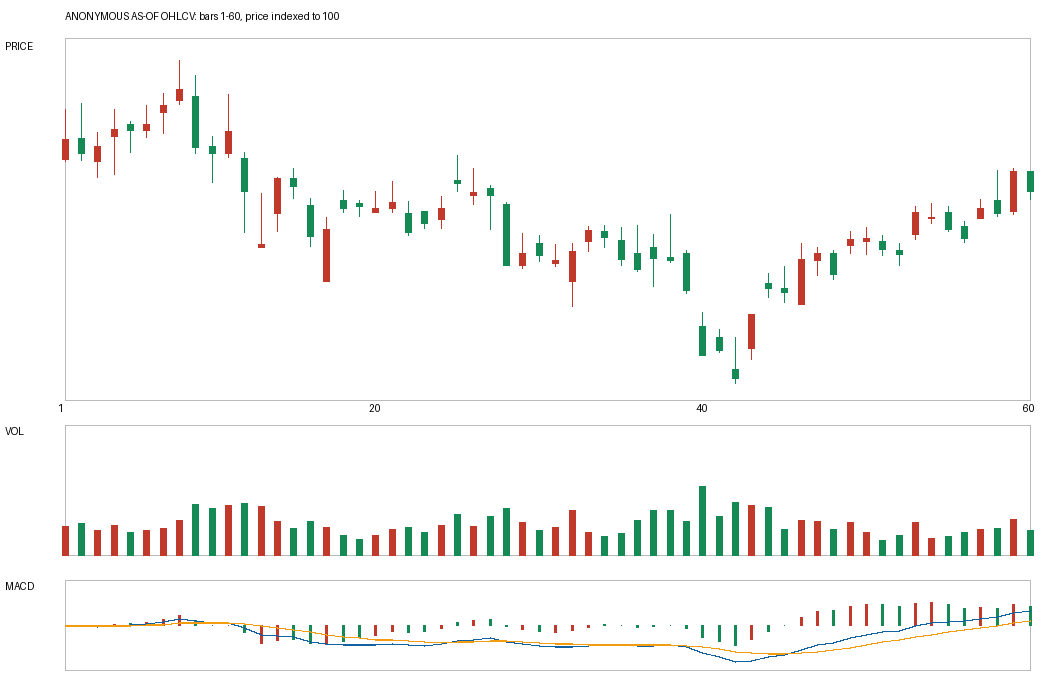 ANONYMOUS AS-OF OHLCV: bars 1-60, price indexed to 100
PRICE
1 20 40 60
VOL
MACD